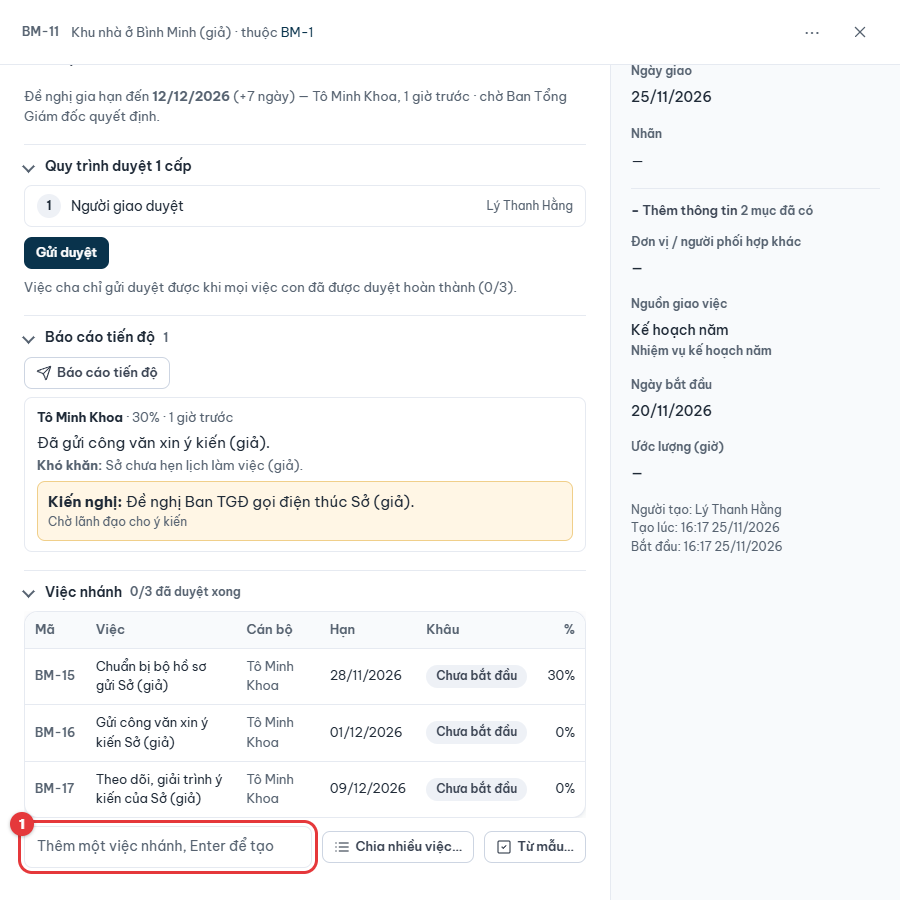 BM-11 Khu nhà ở Bình Minh (giả) · thuộc BM-1
Đề nghị gia hạn đến 12/12/2026 (+7 ngày) — Tô Minh Khoa, 1 giờ trước · chờ Ban Tổng
Giám đốc quyết định.
Quy trình duyệt 1 cấp
1 Người giao duyệt Lý Thanh Hằng
Gửi duyệt
Việc cha chỉ gửi duyệt được khi mọi việc con đã được duyệt hoàn thành (0/3).
Báo cáo tiến độ 1
Báo cáo tiến độ
Tô Minh Khoa · 30% · 1 giờ trước
Đã gửi công văn xin ý kiến (giả).
Khó khăn: Sở chưa hẹn lịch làm việc (giả).
Kiến nghị: Đề nghị Ban TGĐ gọi điện thúc Sở (giả).
Chờ lãnh đạo cho ý kiến
Việc nhánh 0/3 đã duyệt xong
Mã Việc Cán bộ Hạn Khâu %
BM-15 Chuẩn bị bộ hồ sơ gửi Sở (giả) Tô Minh Khoa 28/11/2026 Chưa bắt đầu 30%
BM-16 Gửi công văn xin ý kiến Sở (giả) Tô Minh Khoa 01/12/2026 Chưa bắt đầu 0%
BM-17 Theo dõi, giải trình ý kiến của Sở (giả) Tô Minh Khoa 09/12/2026 Chưa bắt đầu 0%
1
Thêm một việc nhánh, Enter để tạo
Chia nhiều việc...
Từ mẫu...
Ngày giao
25/11/2026
Nhãn
—
- Thêm thông tin 2 mục đã có
Đơn vị / người phối hợp khác
—
Nguồn giao việc
Kế hoạch năm
Nhiệm vụ kế hoạch năm
Ngày bắt đầu
20/11/2026
Ước lượng (giờ)
—
Người tạo: Lý Thanh Hằng
Tạo lúc: 16:17 25/11/2026
Bắt đầu: 16:17 25/11/2026